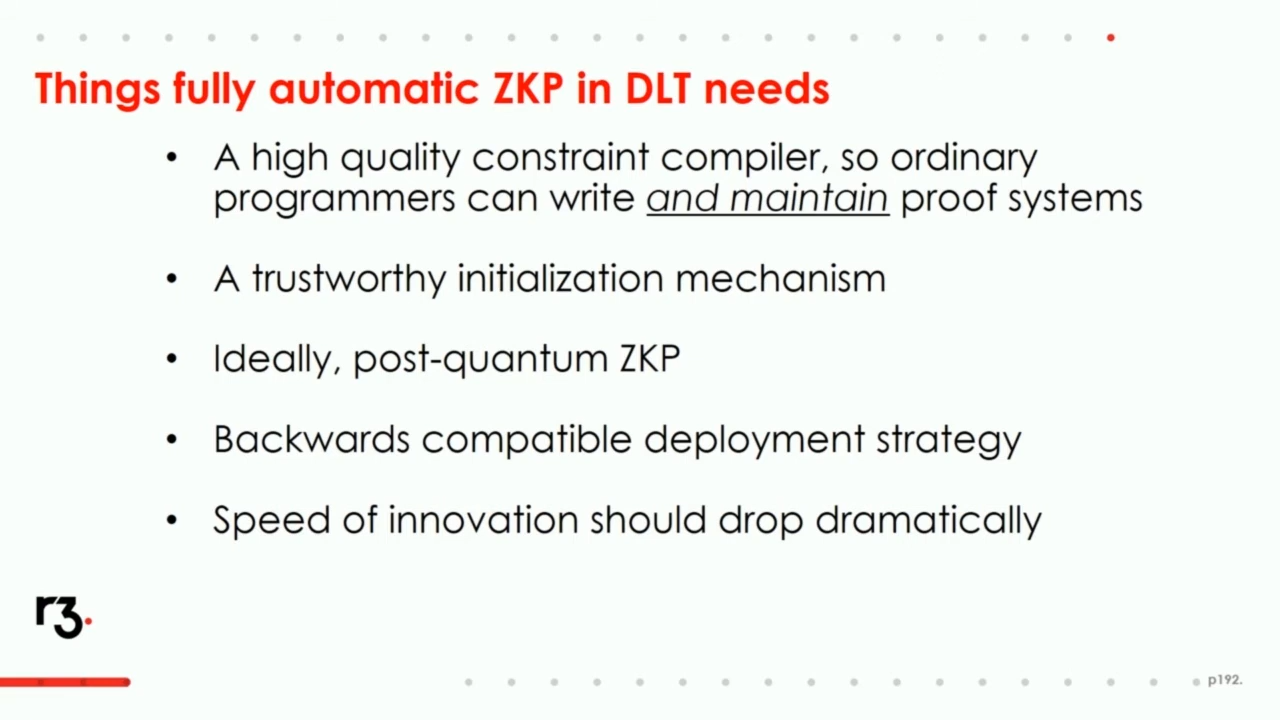 Things fully automatic ZKP in DLT needs
• A high quality constraint compiler, so ordinary
programmers can write and maintain proof systems
• A trustworthy initialization mechanism
• Ideally, post-quantum ZKP
• Backwards compatible deployment strategy
• Speed of innovation should drop dramatically
r3.
p192.